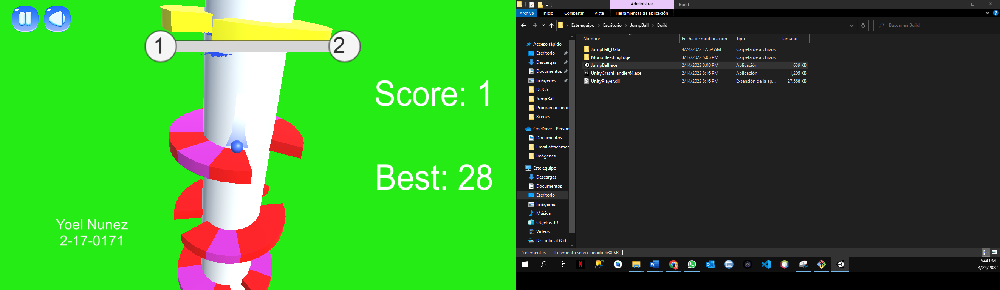 1
2
Score: 1
Best: 28
Yoel Nunez
2-17-0171
Administrar
Build
Archivo
Inicio
Compartir
Vista
Herramientas de aplicación
Este equipo
Escritorio
JumpBall
Build
Buscar en Build
Nombre
Fecha de modificación
Tipo
Tamaño
JumpBall_Data 4/24/2022 12:59 AM Carpeta de archivos
MonoBleedingEdge 3/17/2022 5:05 PM Carpeta de archivos
JumpBall.exe 2/14/2022 8:08 PM Aplicación 639 KB
UnityCrashHandler64.exe 2/14/2022 8:16 PM Aplicación 1,205 KB
UnityPlayer.dll 2/14/2022 8:16 PM Extensión de la ap... 27,568 KB
Acceso rápido
Escritorio
Descargas
Documentos
Imágenes
DOCS
JumpBall
Programacion d
Scenes
OneDrive - Person
Documentos
Email attachmen
Imágenes
Este equipo
Descargas
Documentos
Escritorio
Imágenes
Música
Objetos 3D
Vídeos
Disco local (C:)
5 elementos
1 elemento seleccionado 638 KB
7:44 PM
4/24/2022